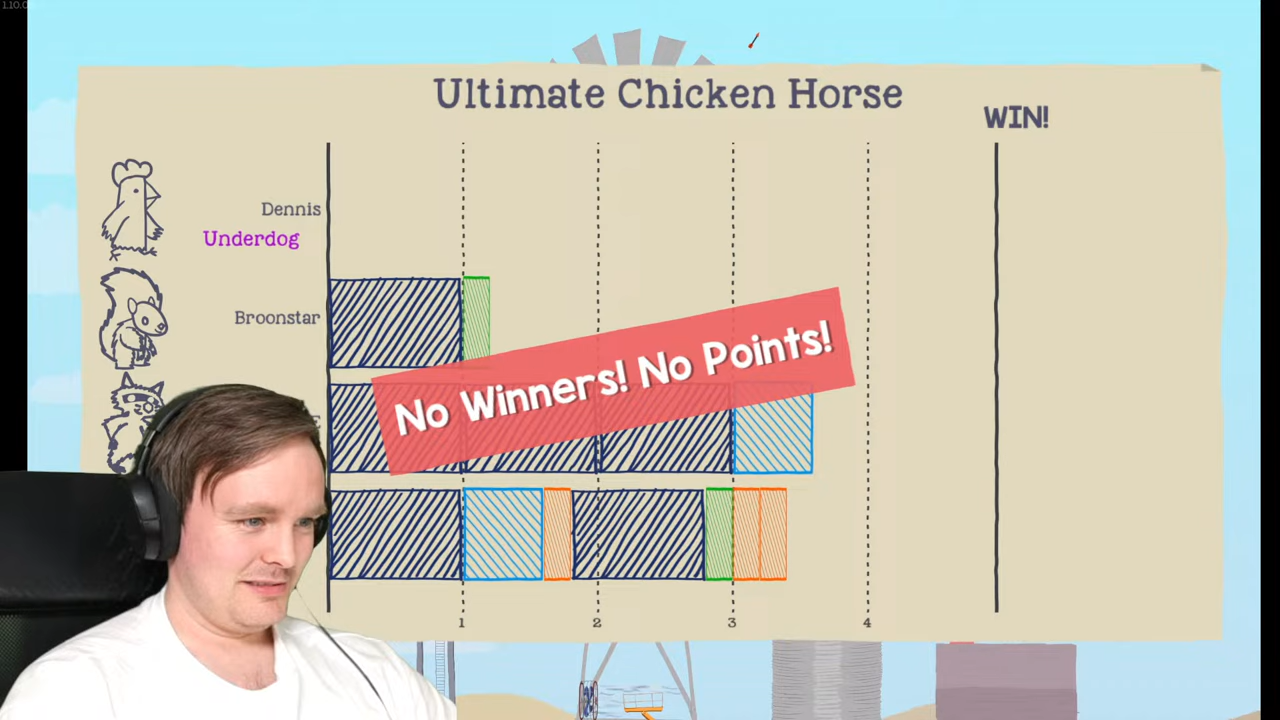 Ultimate Chicken Horse
WIN!
Dennis
Underdog
Broonstar
No Winners! No Points!
1 2 3 4